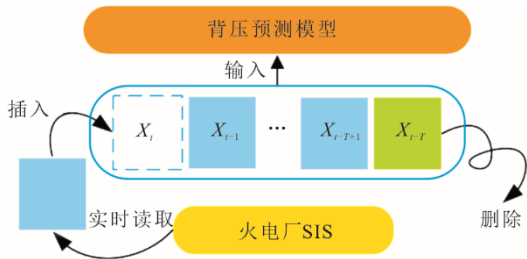 背压预测模型
输入
插入
X_t
X_{t-1}
...
X_{t-T+1}
X_{t-T}
实时读取
火电厂SIS
删除